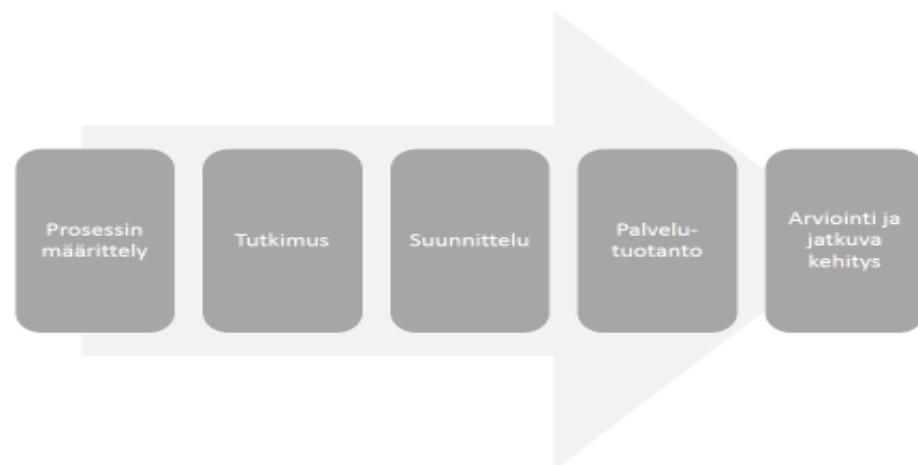 Prosessin
määrittely
Tutkimus
Suunnittelu
Palvelu-
tuotanto
Arviointi ja
jatkuva
kehitys